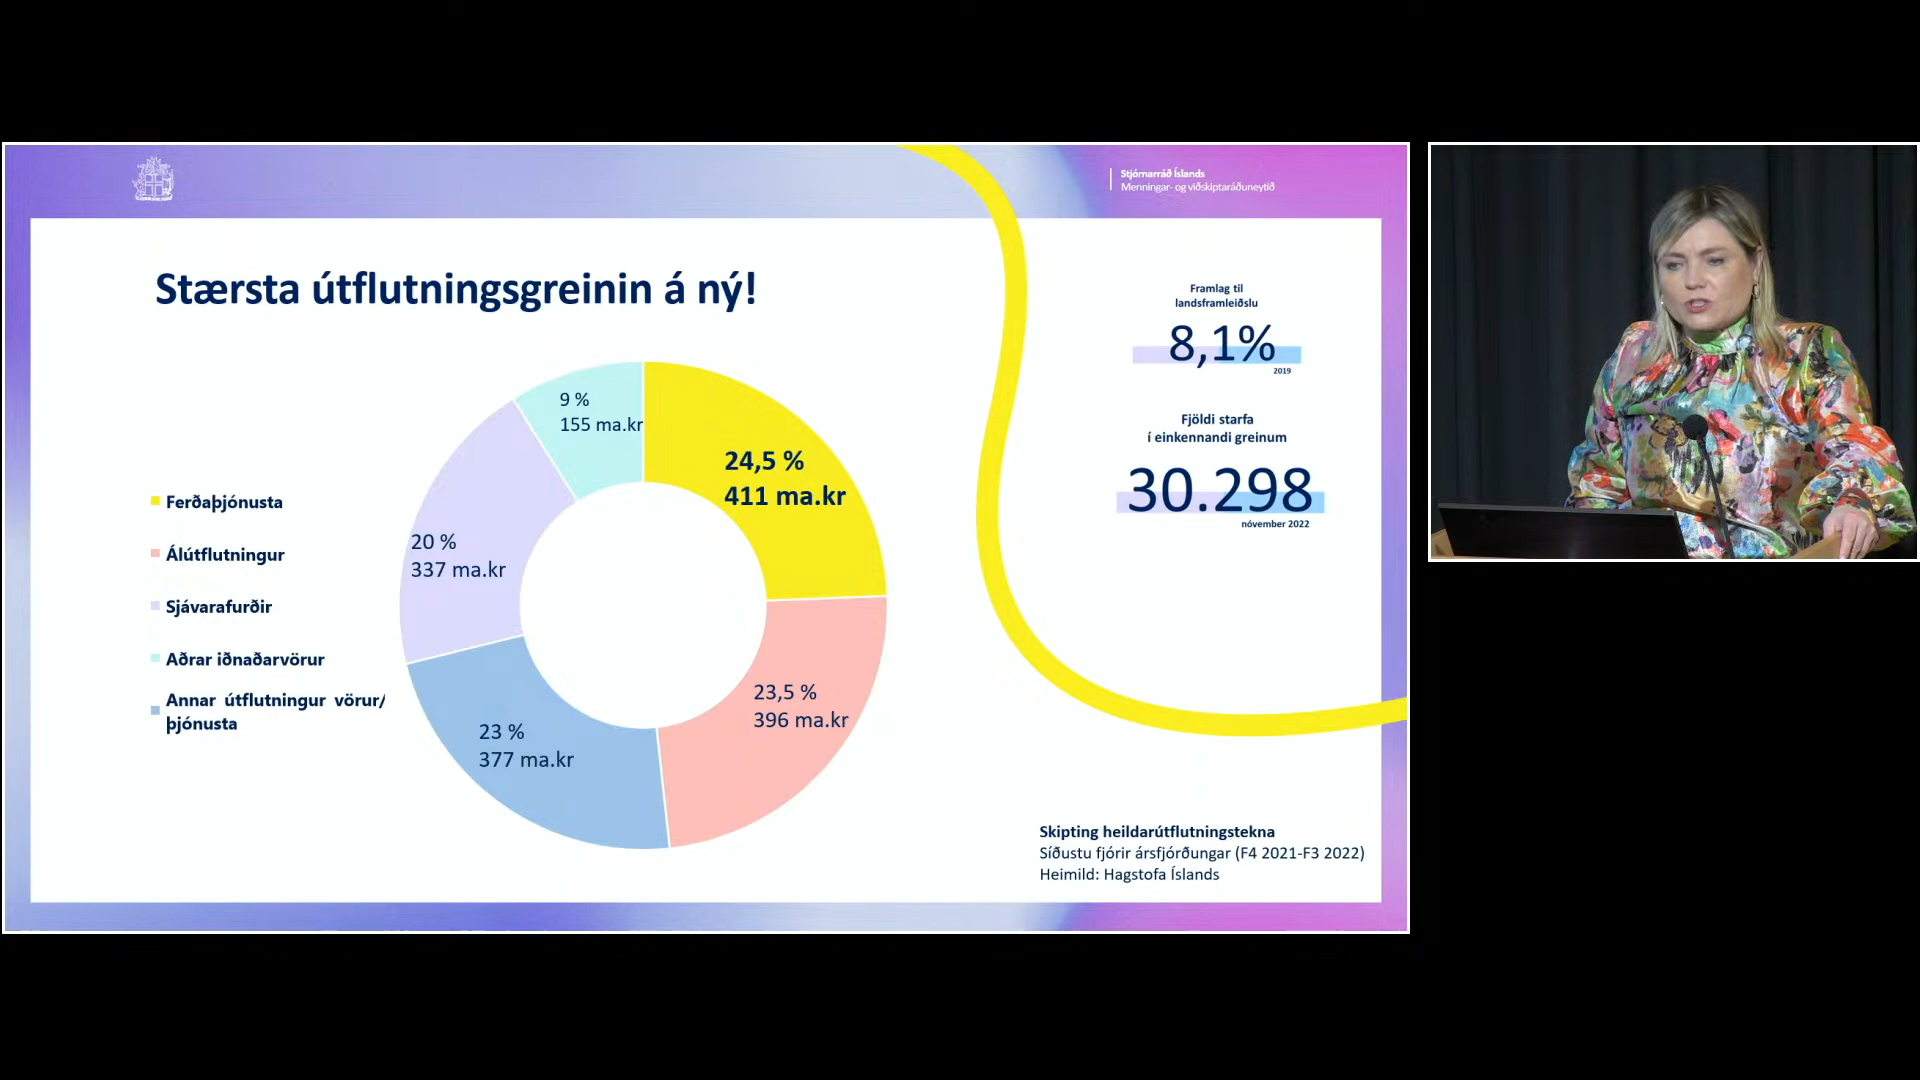 Stjórnarráð Íslands
Menningar- og viðskiptaráðuneytið
Stærsta útflutningsgreinin á ný!
Ferðaþjónusta
Álútflutningur
Sjávarafurðir
Aðrar iðnaðarvörur
Annar útflutningur vörur/
þjónusta
9 %
155 ma.kr
24,5 %
411 ma.kr
20 %
337 ma.kr
23,5 %
396 ma.kr
23 %
377 ma.kr
Framlag til
landsframleiðslu
8,1%
2019
Fjöldi starfa
í einkennandi greinum
30.298
nóvember 2022
Skipting heildarútflutningstekna
Síðustu fjórir ársfjórðungar (F4 2021-F3 2022)
Heimild: Hagstofa Íslands